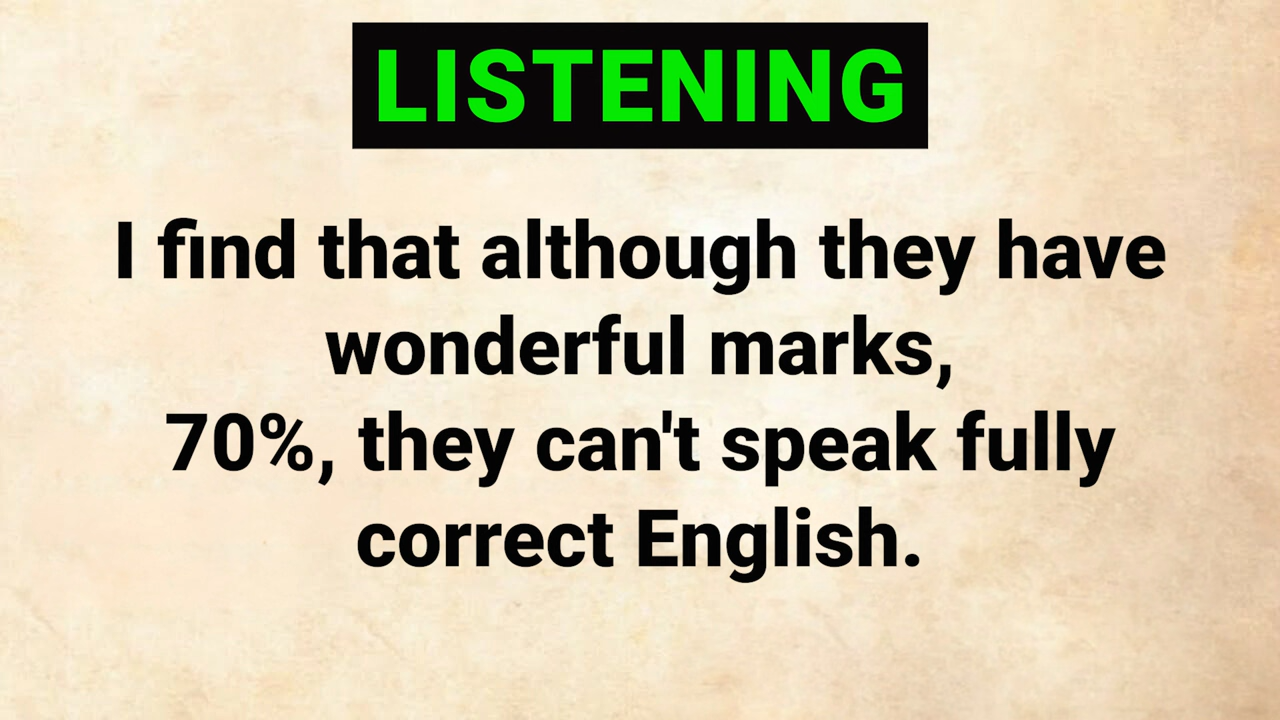 LISTENING
I find that although they have
wonderful marks,
70%, they can't speak fully
correct English.